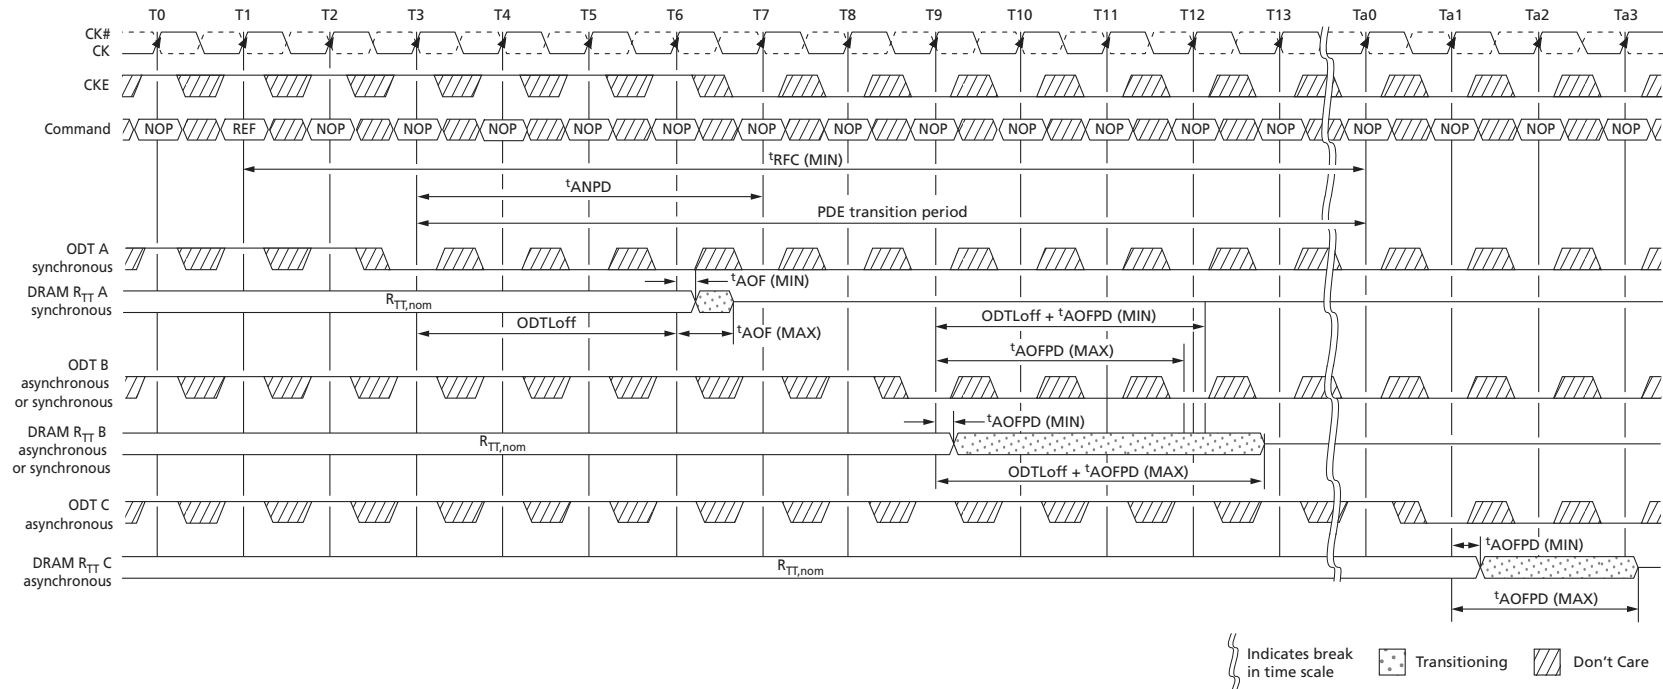 T0 T1 T2 T3 T4 T5 T6 T7 T8 T9 T10 T11 T12 T13 Ta0 Ta1 Ta2 Ta3
CK#
CK
CKE
Command NOP REF NOP NOP NOP NOP NOP NOP NOP NOP NOP NOP NOP NOP NOP NOP NOP NOP
tRFC (MIN)
tANPD
PDE transition period
ODT A
synchronous
tAOF (MIN)
DRAM RTT A
synchronous
RTT,nom
ODTLoff
tAOF (MAX)
ODTLoff + tAOFPD (MIN)
tAOFPD (MAX)
ODT B
asynchronous
or synchronous
tAOFPD (MIN)
DRAM RTT B
asynchronous
or synchronous
RTT,nom
ODTLoff + tAOFPD (MAX)
ODT C
asynchronous
tAOFPD (MIN)
DRAM RTT C
asynchronous
RTT,nom
tAOFPD (MAX)
Indicates break
in time scale
Transitioning
Don't Care